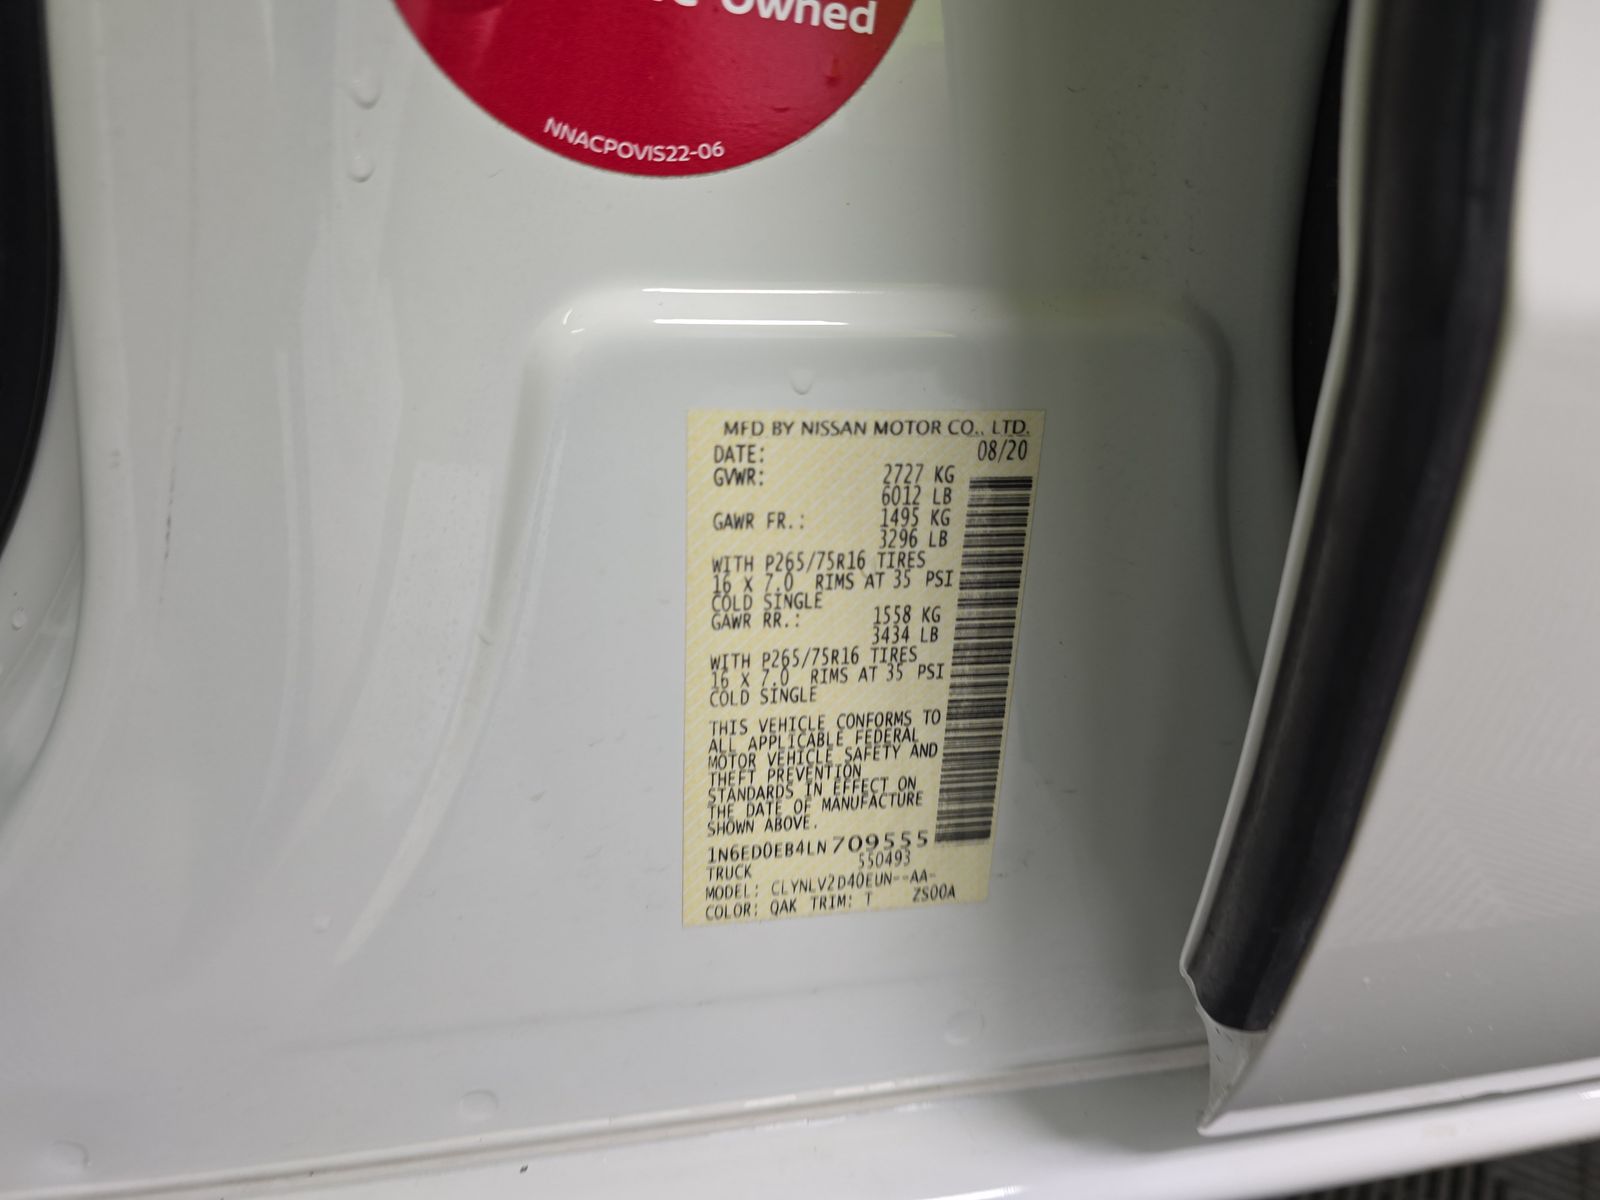 Owned
NNACPOVIS22-06
MFD BY NISSAN MOTOR CO., LTD.
DATE: 08/20
GVWR: 2727 KG
6012 LB
GAWR FR.: 1495 KG
3296 LB
WITH P265/75R16 TIRES
16 X 7.0 RIMS AT 35 PSI
COLD SINGLE
GAWR RR.: 1558 KG
3434 LB
WITH P265/75R16 TIRES
16 X 7.0 RIMS AT 35 PSI
COLD SINGLE
THIS VEHICLE CONFORMS TO
ALL APPLICABLE FEDERAL
MOTOR VEHICLE SAFETY AND
THEFT PREVENTION
STANDARDS IN EFFECT ON
THE DATE OF MANUFACTURE
SHOWN ABOVE.
1N6ED0EB4LN709555
TRUCK 550493
MODEL: CLYNLV2D40EUN--AA-
COLOR: QAK TRIM: T ZS00A